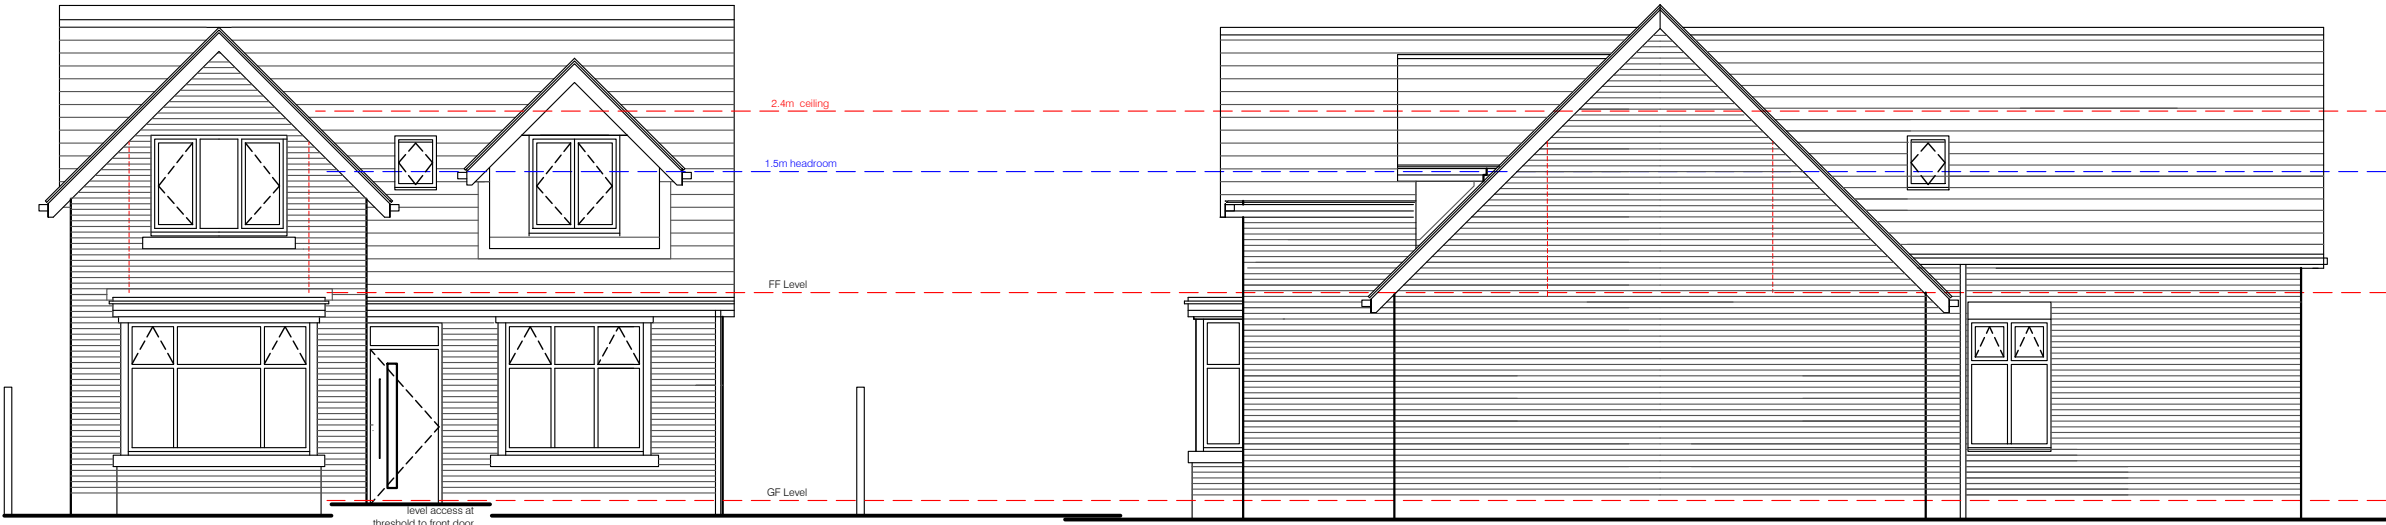 2.4m ceiling
1.5m headroom
FF Level
GF Level
level access at
threshold to front door